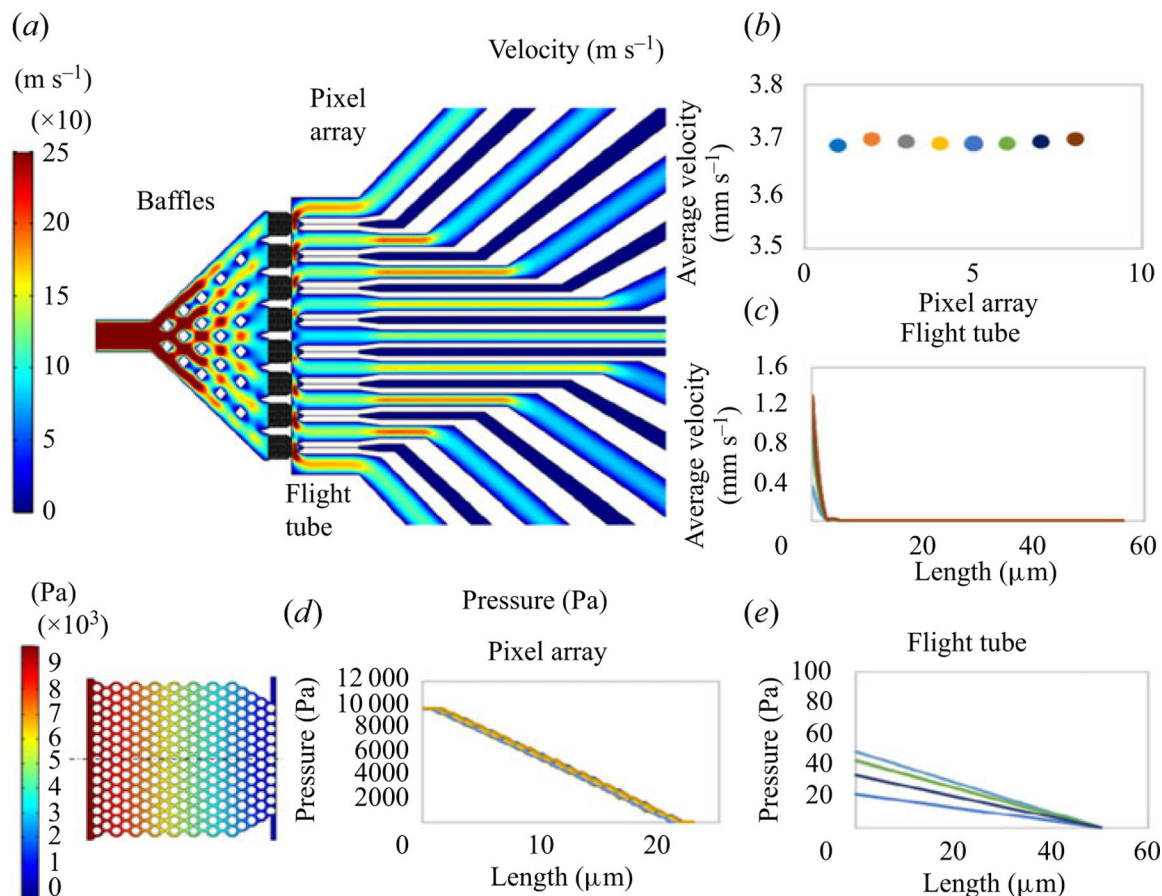 (a)
Velocity (m s–1)
(m s–1)
(×10)
25
20
15
10
5
0
Baffles
Pixel
array
Flight
tube
(b)
Average velocity
(mm s–1)
3.8
3.7
3.6
3.5
0
5
10
Pixel array
(c)
Flight tube
Average velocity
(mm s–1)
1.6
1.2
0.8
0.4
0
20
40
60
Length (μm)
(Pa)
(×103)
9
8
7
6
5
4
3
2
1
0
Pressure (Pa)
(d)
Pixel array
Pressure (Pa)
12 000
10 000
8000
6000
4000
2000
0
10
20
Length (μm)
(e)
Flight tube
Pressure (Pa)
100
80
60
40
20
0
20
40
60
Length (μm)